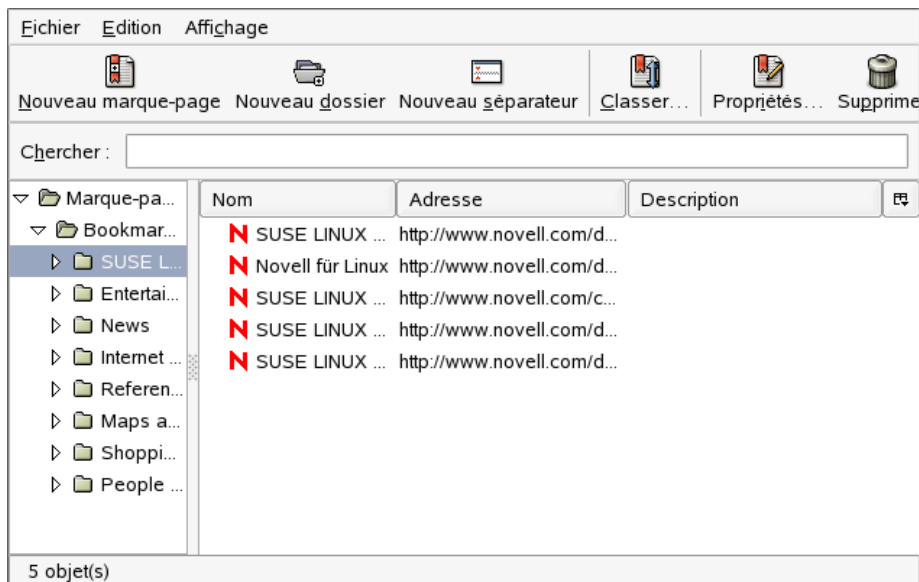 Fichier Edition Affichage
Nouveau marque-page Nouveau dossier Nouveau séparateur Classer... Propriétés... Supprime
Chercher :
Marque-pa...
Bookmar...
SUSE L...
Entertai...
News
Internet ...
Referen...
Maps a...
Shoppi...
People ...
Nom Adresse Description
SUSE LINUX ... http://www.novell.com/d...
Novell für Linux http://www.novell.com/d...
SUSE LINUX ... http://www.novell.com/c...
SUSE LINUX ... http://www.novell.com/d...
SUSE LINUX ... http://www.novell.com/d...
5 objet(s)